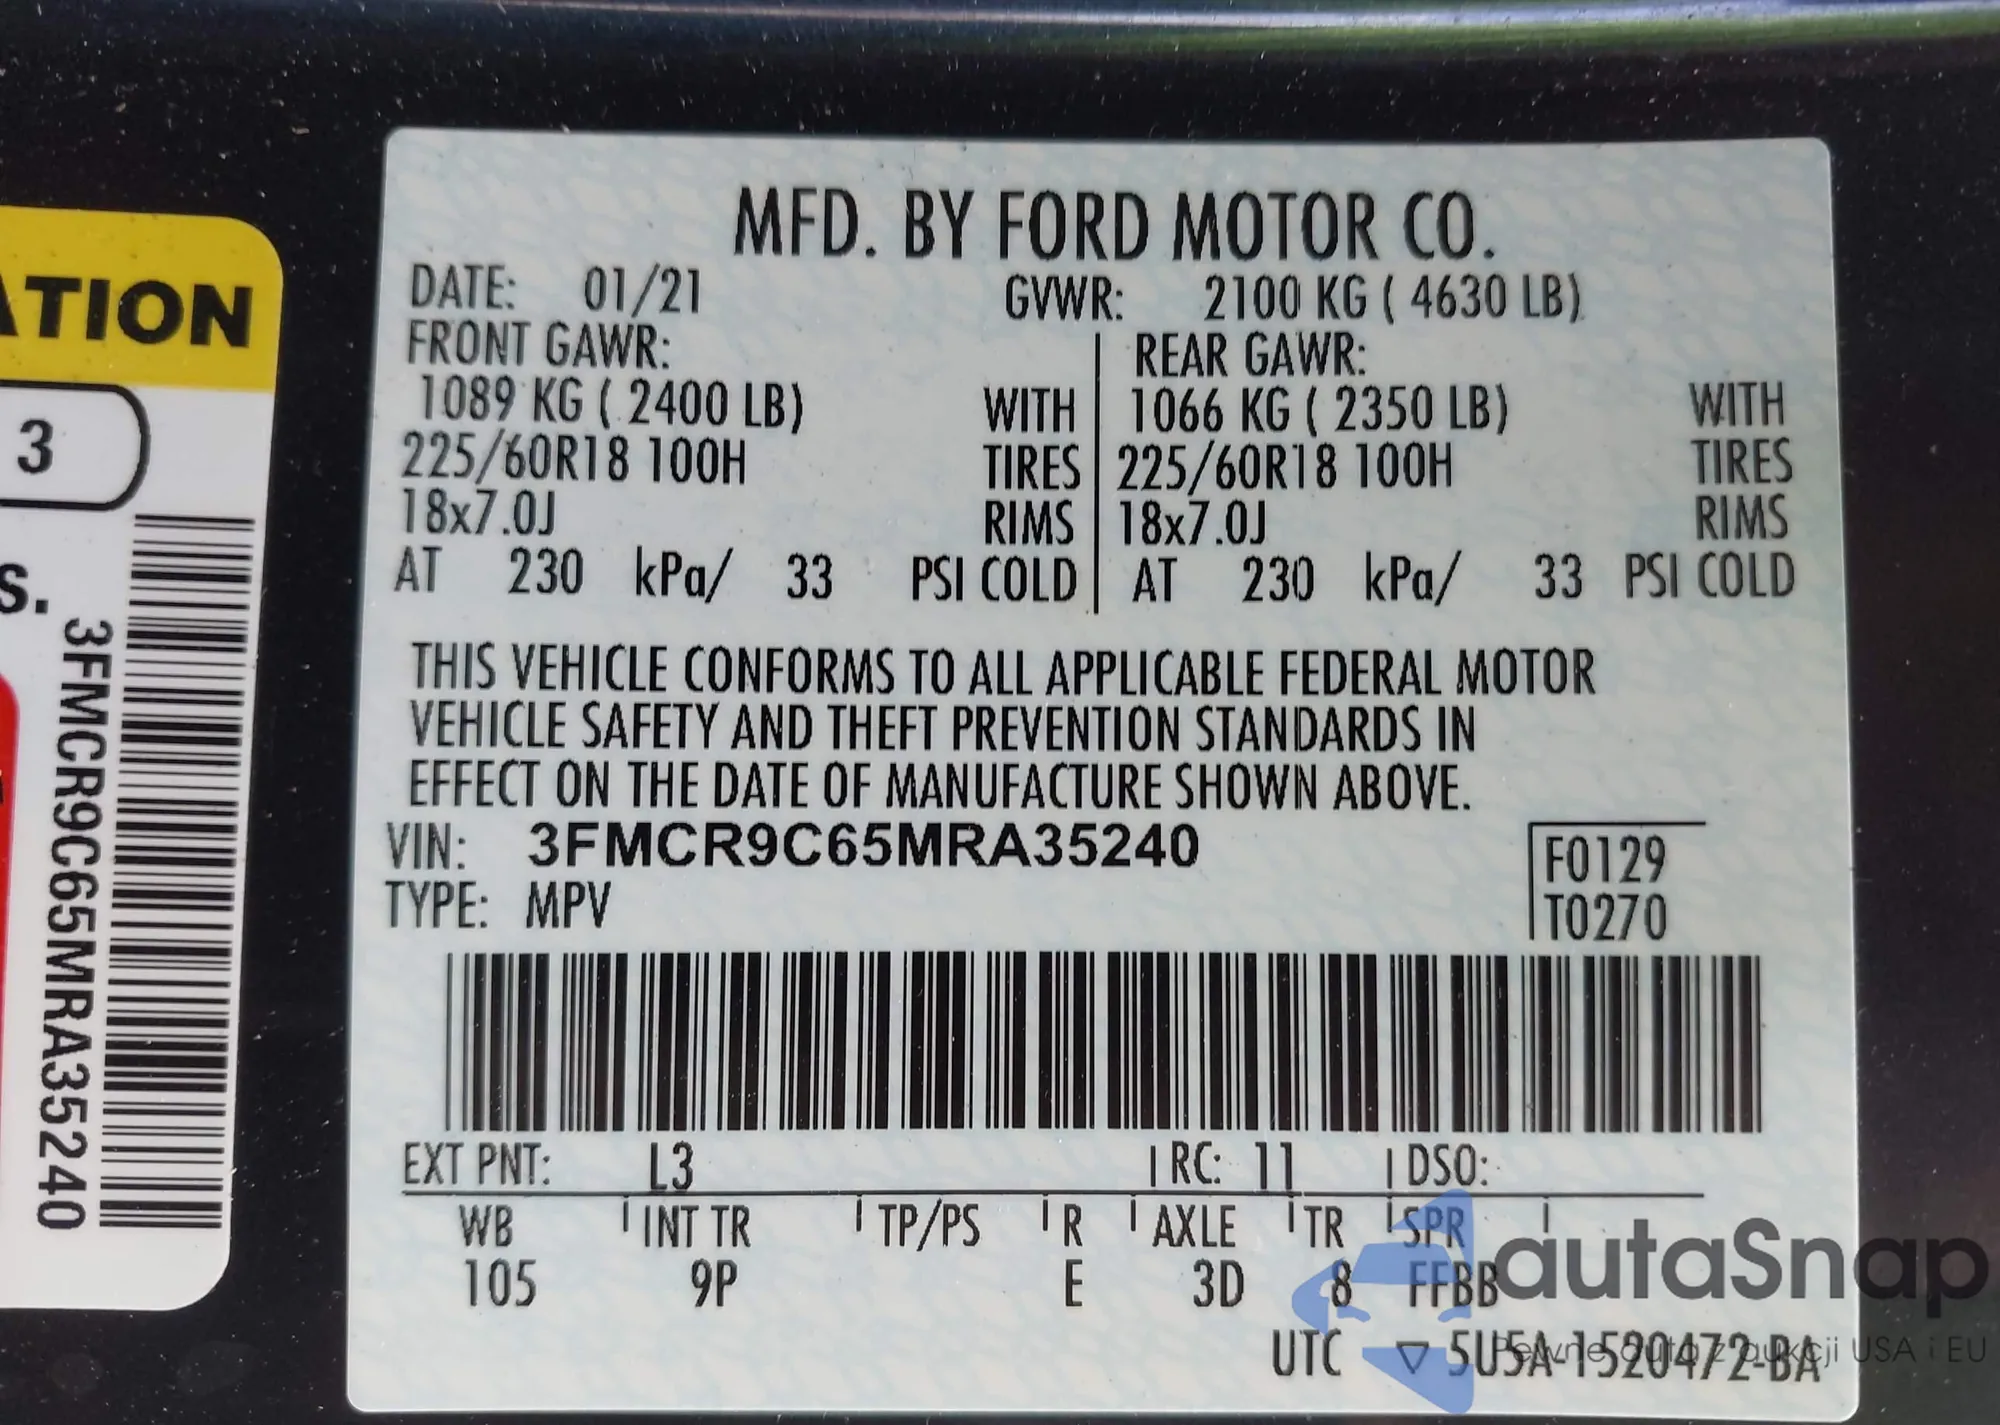 ATION
3
S.
3FMCR9C65MRA35240
MFD. BY FORD MOTOR CO.
DATE: 01/21 GVWR: 2100 KG ( 4630 LB)
FRONT GAWR: REAR GAWR:
1089 KG ( 2400 LB) WITH 1066 KG ( 2350 LB) WITH
225/60R18 100H TIRES 225/60R18 100H TIRES
18x7.0J RIMS 18x7.0J RIMS
AT 230 kPa/ 33 PSI COLD AT 230 kPa/ 33 PSI COLD
THIS VEHICLE CONFORMS TO ALL APPLICABLE FEDERAL MOTOR
VEHICLE SAFETY AND THEFT PREVENTION STANDARDS IN
EFFECT ON THE DATE OF MANUFACTURE SHOWN ABOVE.
VIN: 3FMCR9C65MRA35240
F0129
TYPE: MPV
T0270
EXT PNT: L3 RC: 11 DSO:
WB INT TR TP/PS R AXLE TR SPR
105 9P E 3D 8 FFBB
UTC ▽ 5U5A-1520472-BA
autaSnap
Pewne auta z aukcji USA i EU